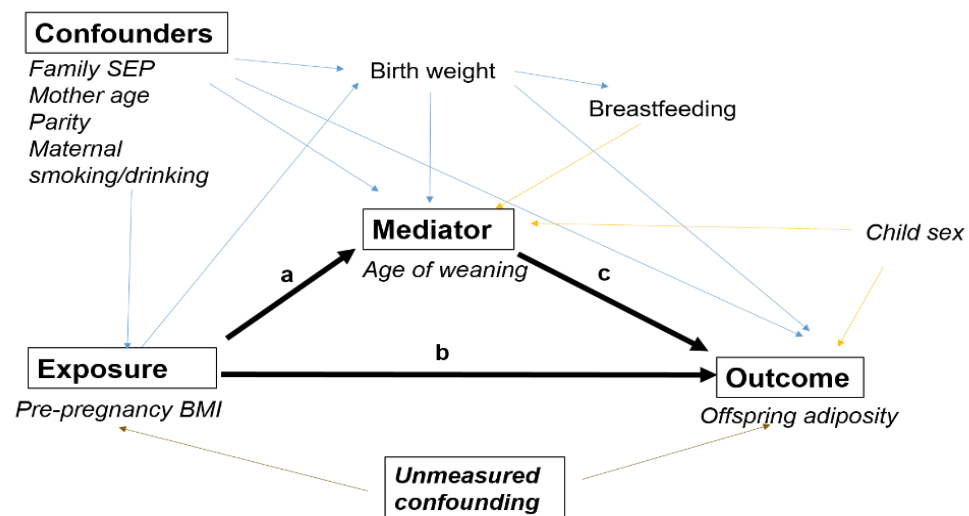 Confounders
Family SEP
Mother age
Parity
Maternal
smoking/drinking
Birth weight
Breastfeeding
Mediator
Age of weaning
Child sex
a
c
b
Exposure
Pre-pregnancy BMI
Outcome
Offspring adiposity
Unmeasured
confounding